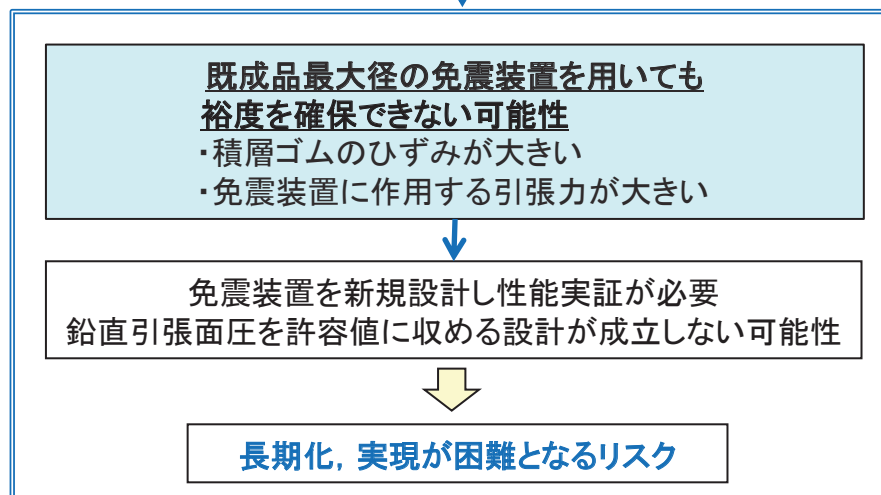 既成品最大径の免震装置を用いても
裕度を確保できない可能性
・積層ゴムのひずみが大きい
・免震装置に作用する引張力が大きい
免震装置を新規設計し性能実証が必要
鉛直引張面圧を許容値に収める設計が成立しない可能性
長期化，実現が困難となるリスク